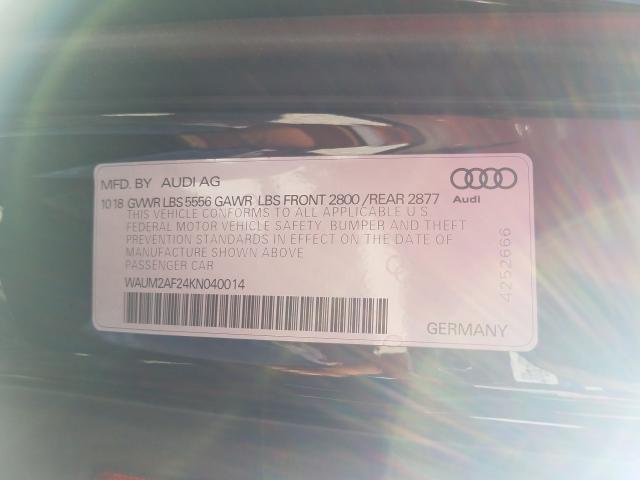 MFD. BY AUDI AG
10 18 GVWR LBS 5556 GAWR LBS FRONT 2800 /REAR 2877
THIS VEHICLE CONFORMS TO ALL APPLICABLE U S
FEDERAL MOTOR VEHICLE SAFETY, BUMPER AND THEFT
PREVENTION STANDARDS IN EFFECT ON THE DATE OF
MANUFACTURE SHOWN ABOVE
PASSENGER CAR
WAUM2AF24KN040014
Audi
4252666
GERMANY